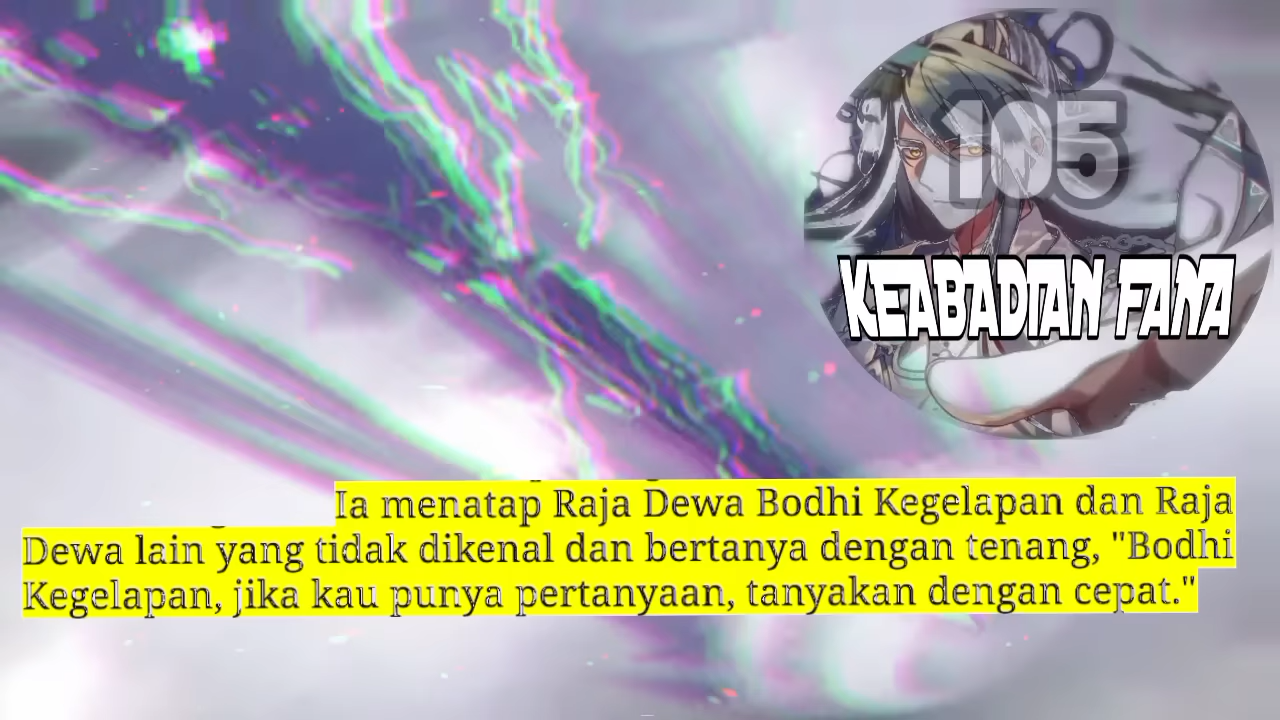 105
KEABADIAN FANA
Ia menatap Raja Dewa Bodhi Kegelapan dan Raja
Dewa lain yang tidak dikenal dan bertanya dengan tenang, "Bodhi
Kegelapan, jika kau punya pertanyaan, tanyakan dengan cepat."